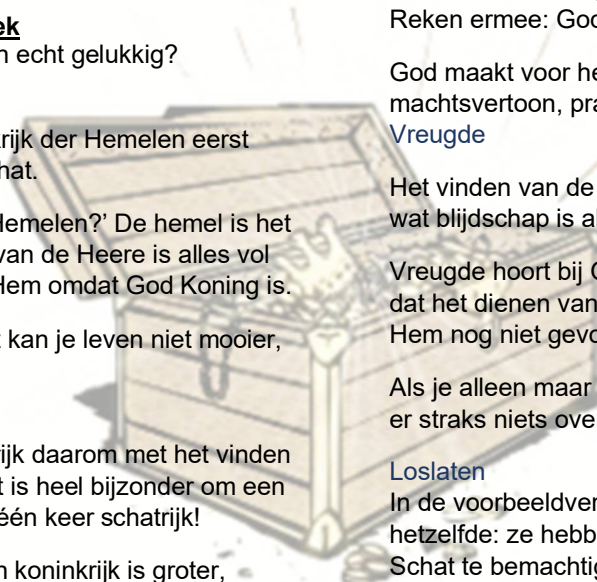 ek
n echt gelukkig?
krijk der Hemelen eerst
hat.
Hemelen?’ De hemel is het
van de Heere is alles vol
Hem omdat God Koning is.
t kan je leven niet mooier,
rijk daarom met het vinden
t is heel bijzonder om een
één keer schatrijk!
n koninkrijk is groter,
Reken ermee: God
God maakt voor he
machtsvertoon, pra
Vreugde
Het vinden van de
wat blijdschap is al
Vreugde hoort bij G
dat het dienen van
Hem nog niet gevo
Als je alleen maar
er straks niets ove
Loslaten
In de voorbeeldver
hetzelfde: ze hebb
Schat te bemachtig